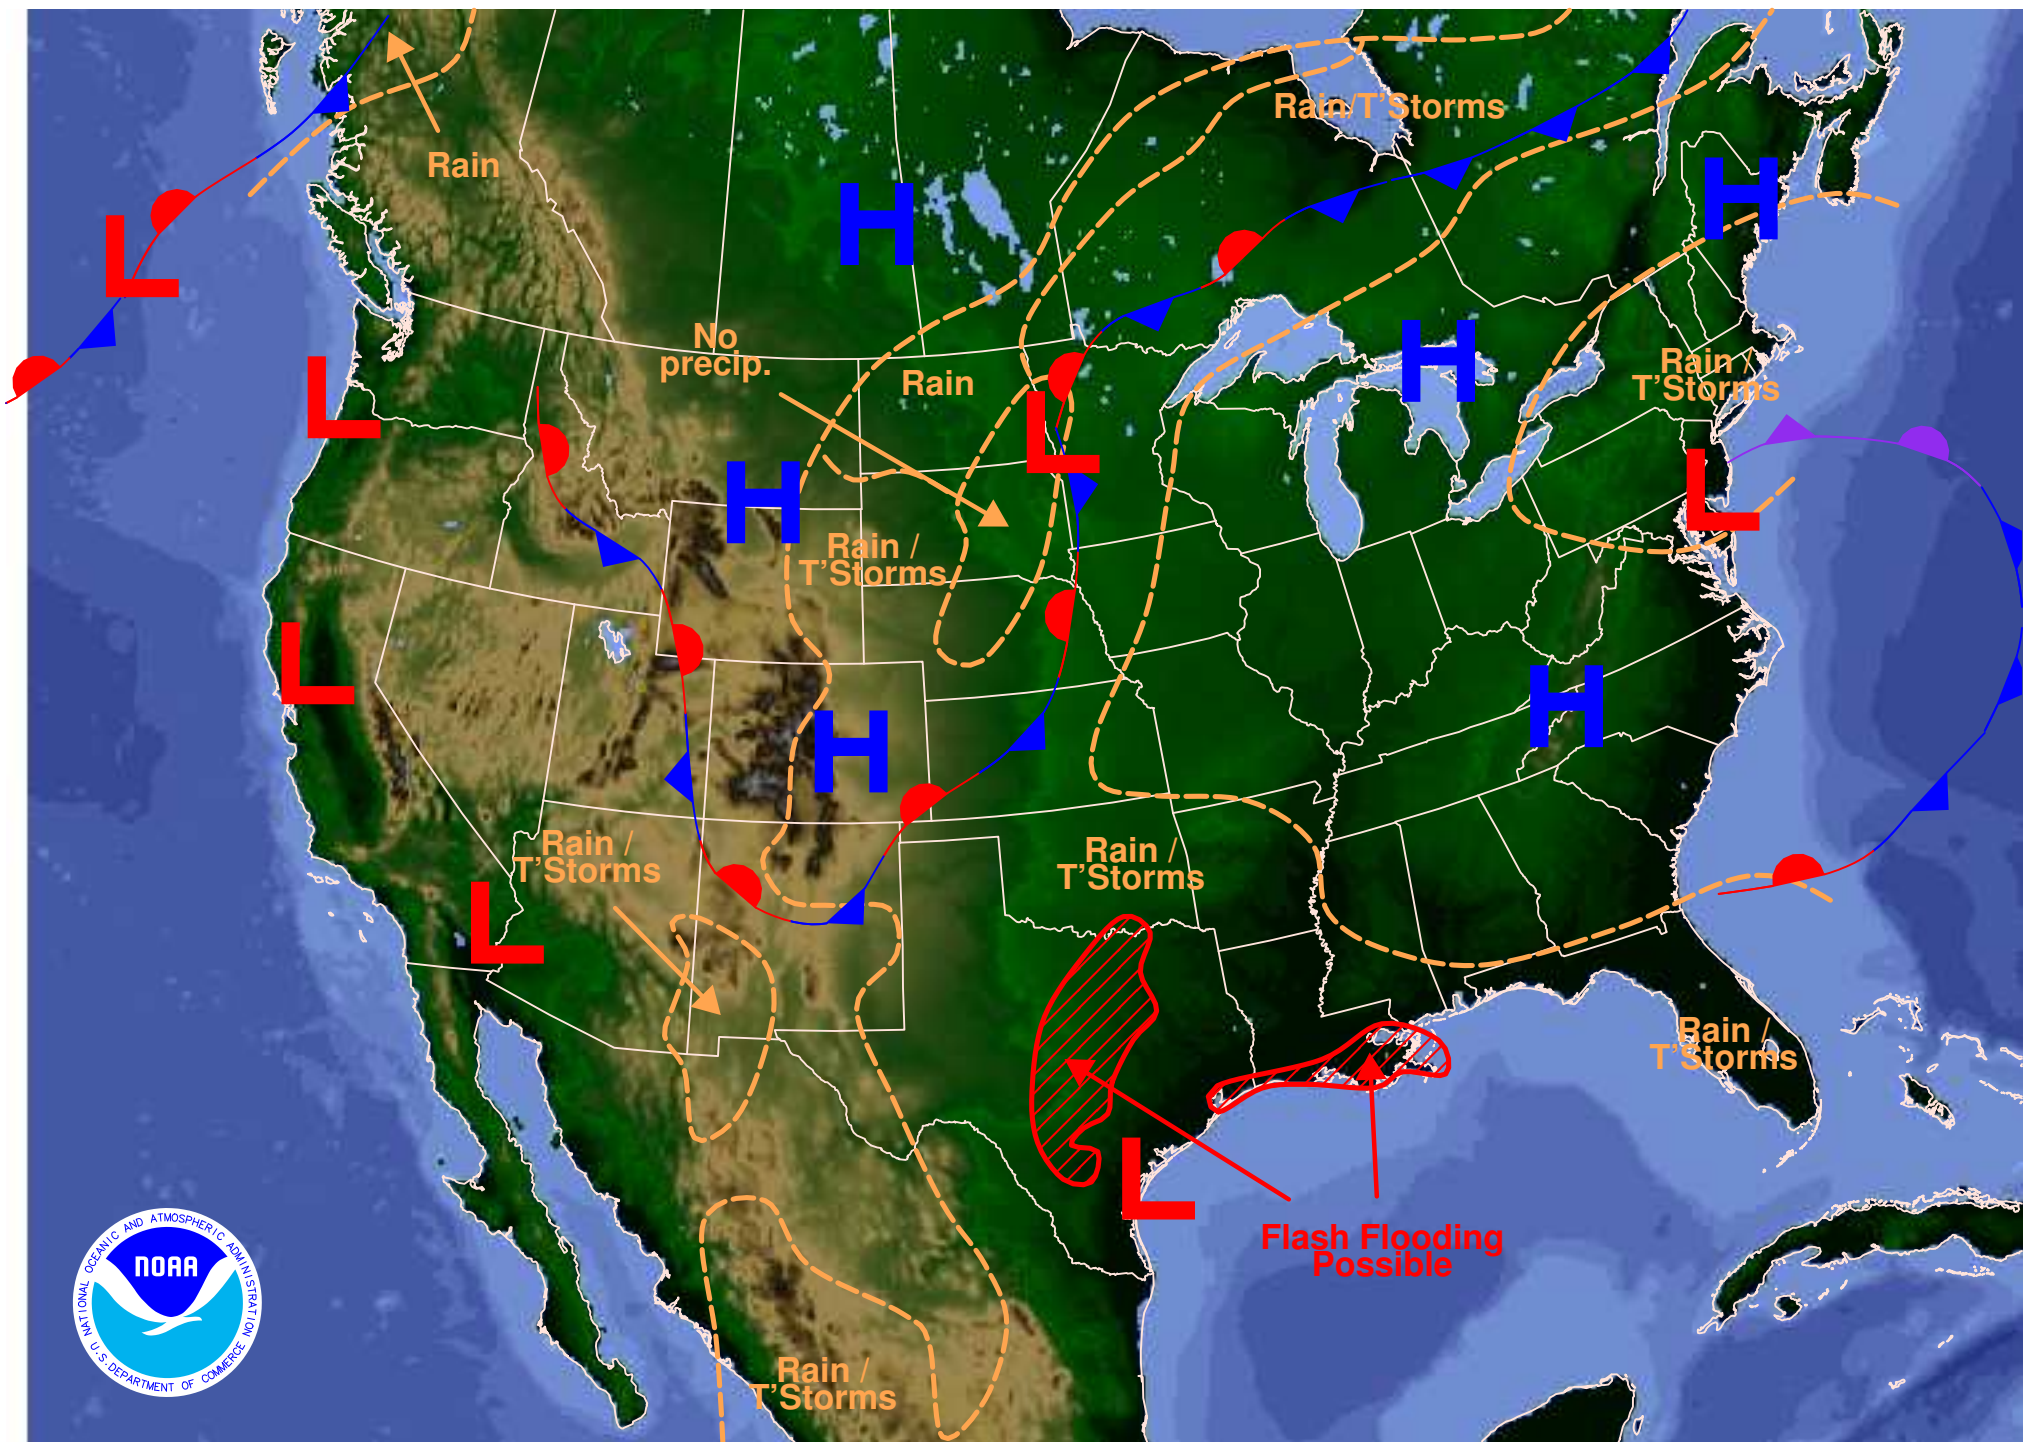 Rain/T'Storms
Rain
H
H
L
No
precip.
Rain
H
Rain /
T'Storms
L
L
H
L
Rain /
T'Storms
L
H
H
L
Rain /
T'Storms
Rain /
T'Storms
L
Rain /
T'Storms
L
Flash Flooding
Possible
Rain /
T'Storms
NATIONAL OCEANIC AND ATMOSPHERIC ADMINISTRATION
NOAA
U.S. DEPARTMENT OF COMMERCE